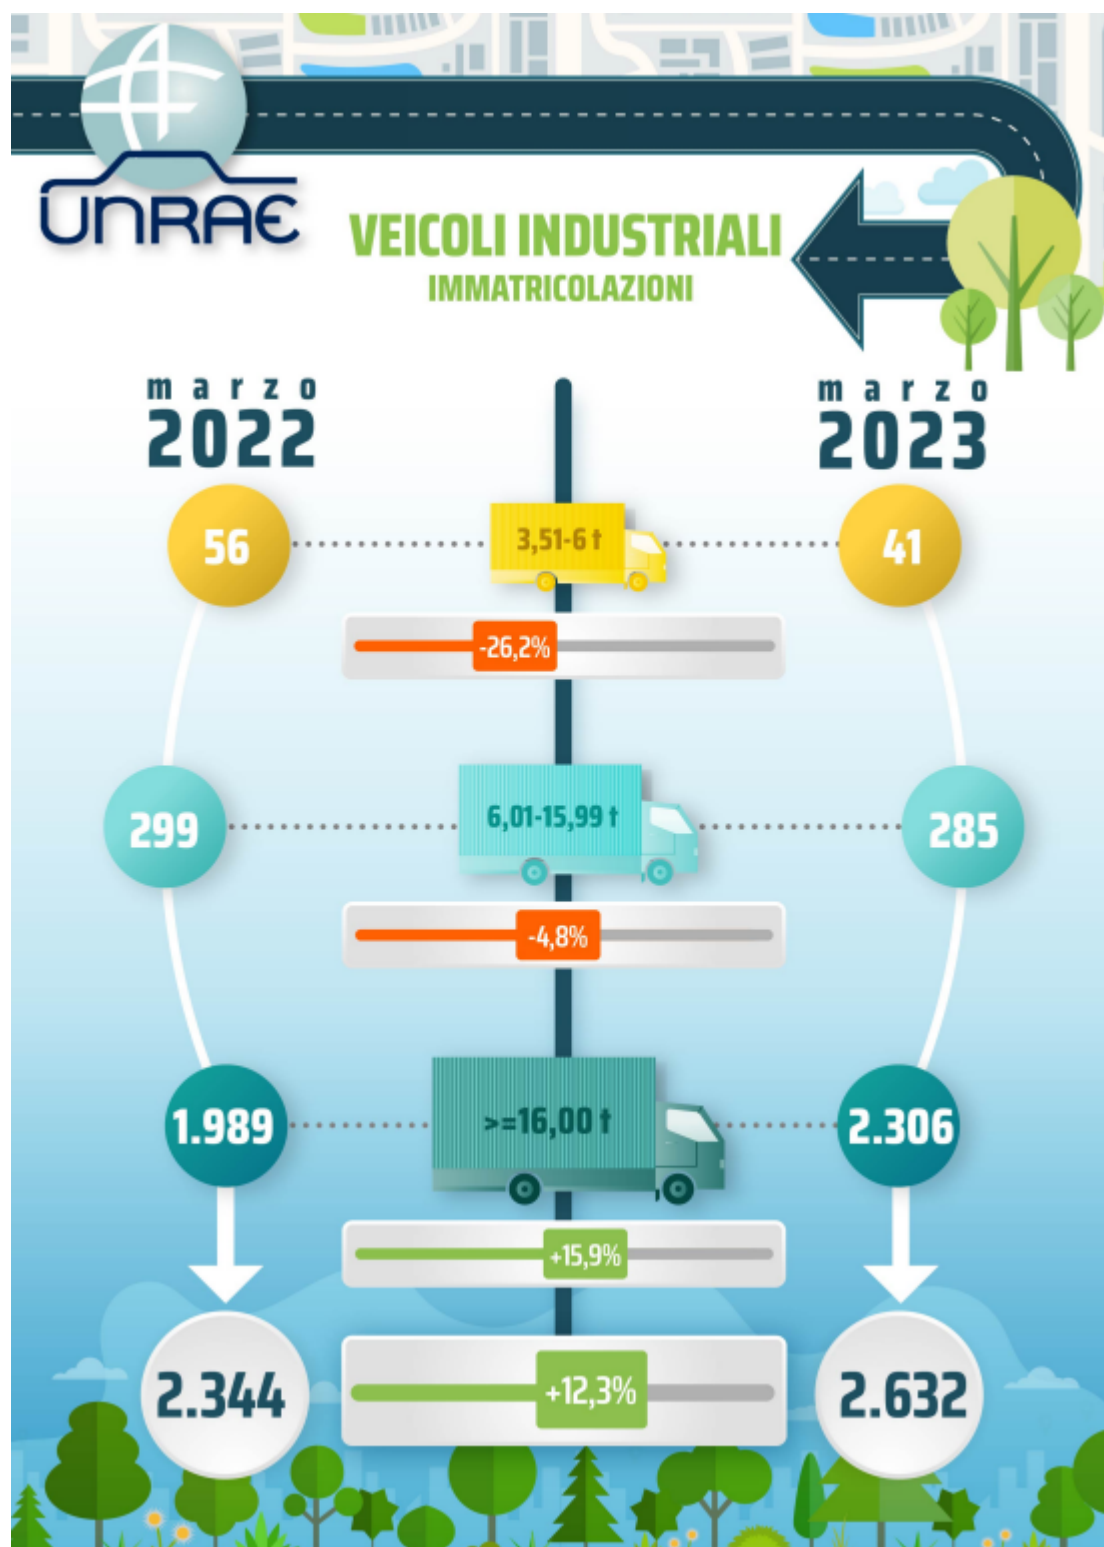 UNRAE
VEICOLI INDUSTRIALI
IMMATRICOLAZIONI
marzo
2022
marzo
2023
56
3,51-6 t
41
-26,2%
299
6,01-15,99 t
285
-4,8%
1.989
>=16,00 t
2.306
+15,9%
2.344
+12,3%
2.632